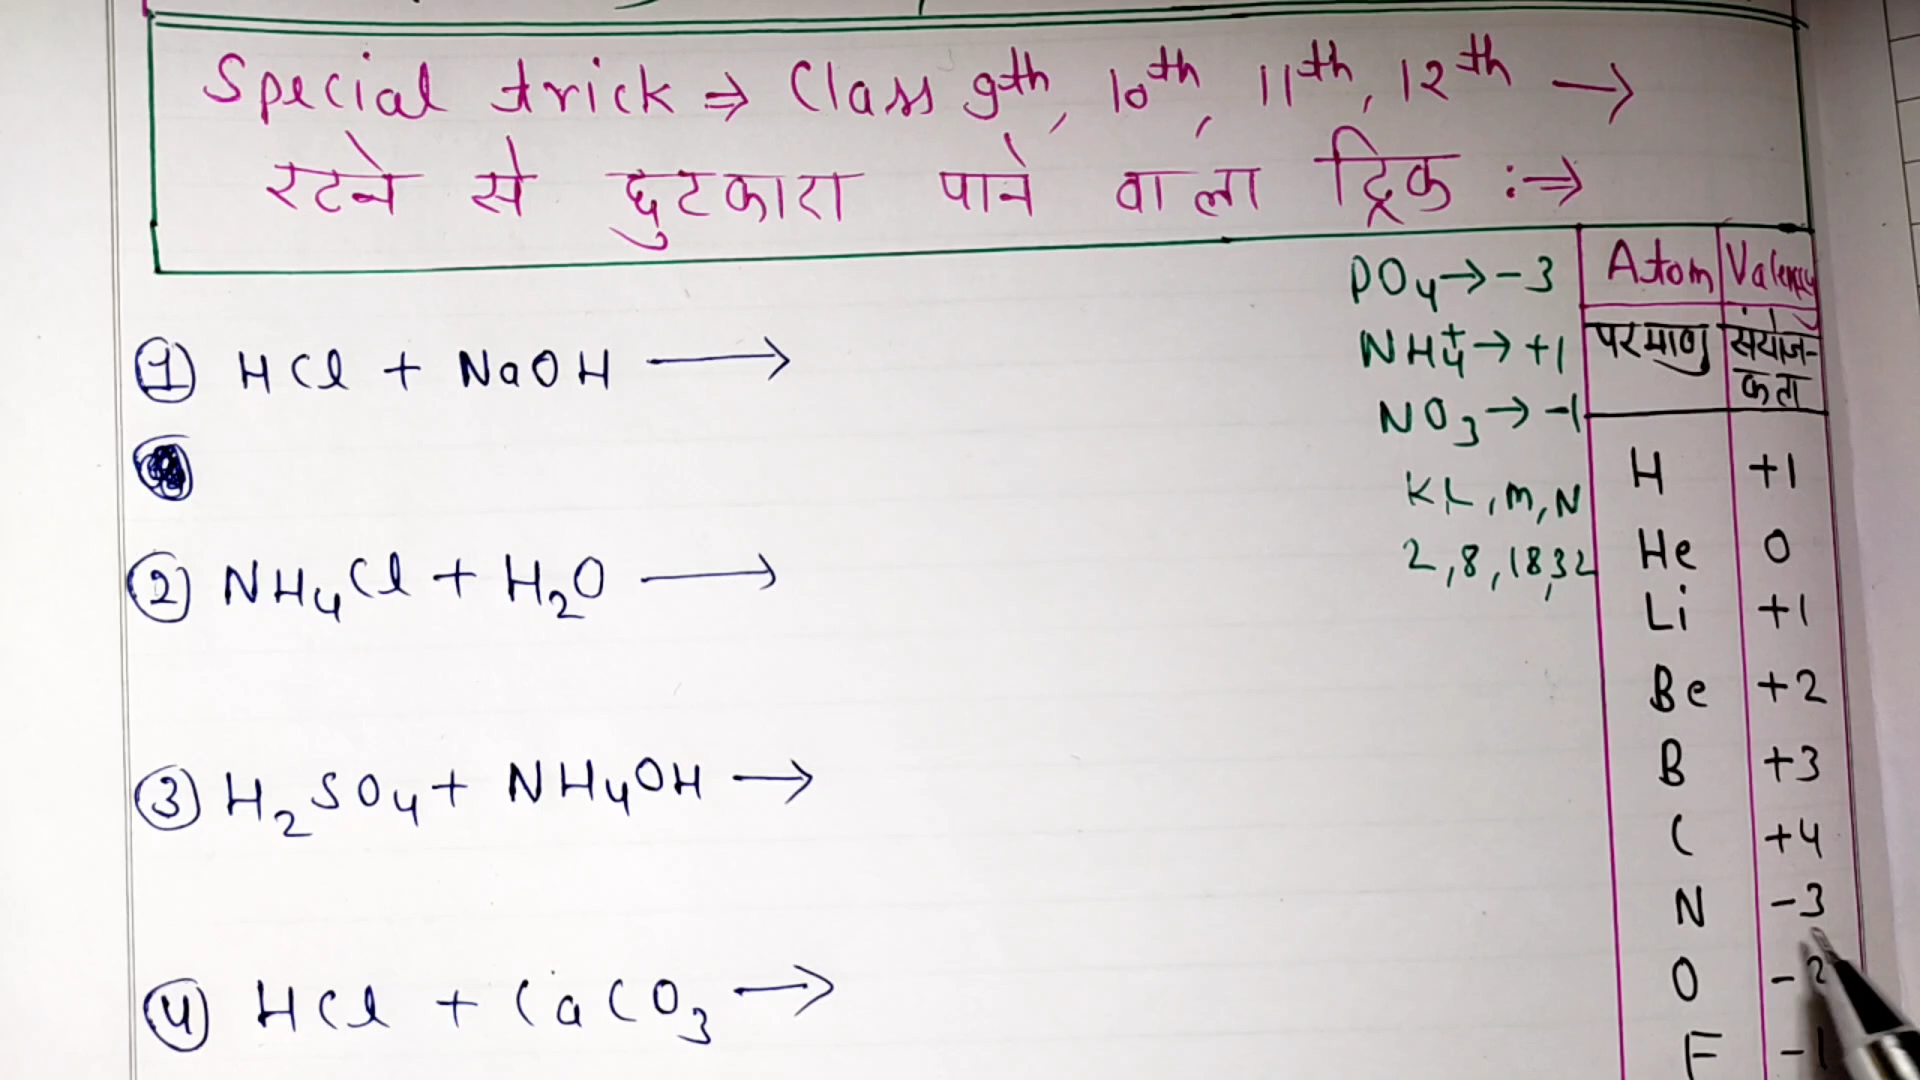 Special trick ⇒ Class 9th, 10th, 11th, 12th →
रटने से छुटकारा पाने वाला ट्रिक :⇒
PO₄ → -3
NH₄⁺ → +1
NO₃ → -1
K L, M, N
2, 8, 18, 32
① HCl + NaOH ⟶
② NH₄Cl + H₂O ⟶
③ H₂SO₄ + NH₄OH ⟶
④ HCl + CaCO₃ ⟶
Atom Valency
परमाणु संयोज-
कता
H +1
He 0
Li +1
Be +2
B +3
C +4
N -3
O -2
F -1